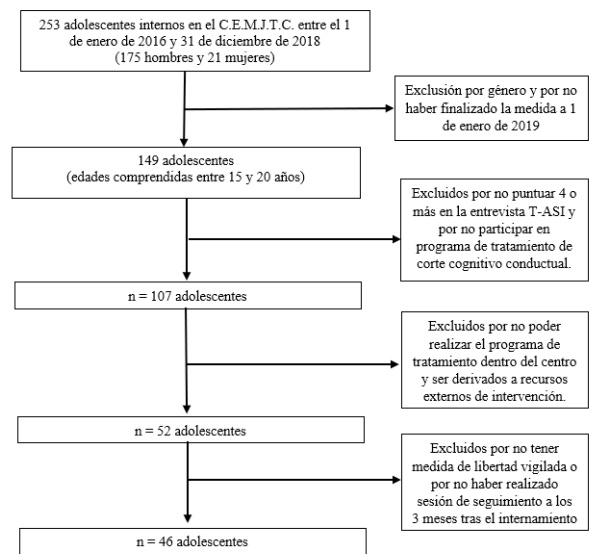 253 adolescentes internos en el C.E.M.J.T.C. entre el 1
de enero de 2016 y 31 de diciembre de 2018
(175 hombres y 21 mujeres)
Exclusión por género y por no
haber finalizado la medida a 1
de enero de 2019
149 adolescentes
(edades comprendidas entre 15 y 20 años)
Excluidos por no puntuar 4 o
más en la entrevista T-ASI y
por no participar en
programa de tratamiento de
corte cognitivo conductual.
n = 107 adolescentes
Excluidos por no poder
realizar el programa de
tratamiento dentro del centro
y ser derivados a recursos
externos de intervención.
n = 52 adolescentes
Excluidos por no tener
medida de libertad vigilada o
por no haber realizado
sesión de seguimiento a los
3 meses tras el internamiento
n = 46 adolescentes